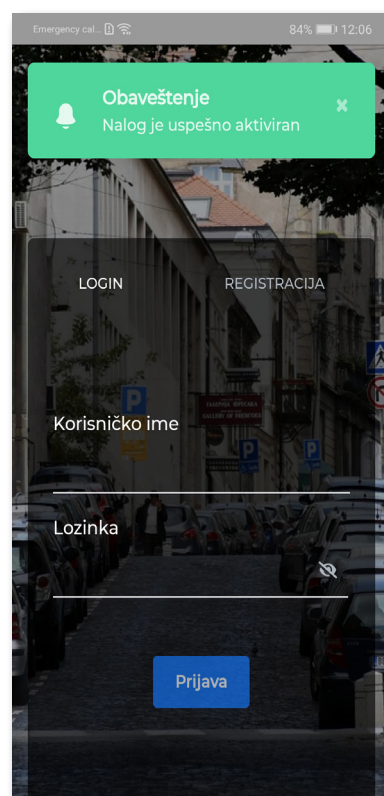 Emergency cal...
84% 12:06
Obaveštenje
Nalog je uspešno aktiviran
LOGIN
REGISTRACIJA
P
Korisničko ime
P
P
Lozinka
Prijava